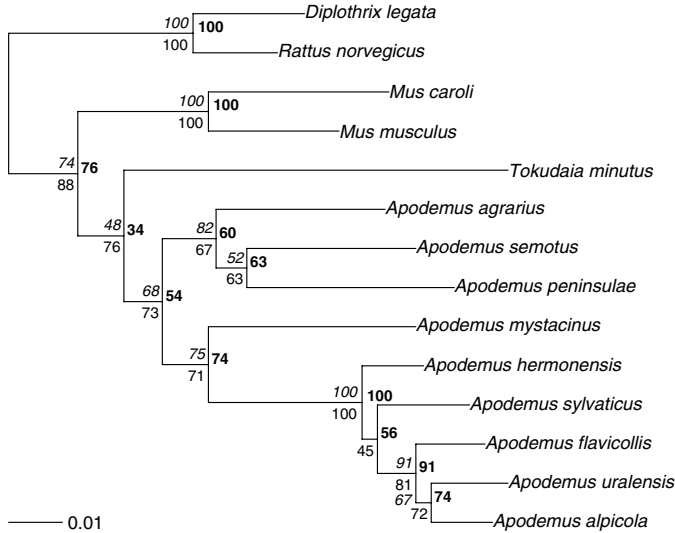 Diplothrix legata
100
100
100
Rattus norvegicus
Mus caroli
100
100
100
Mus musculus
74
76
88
Tokudaia minutus
48
34
76
Apodemus agrarius
82
60
67
Apodemus semotus
52
63
63
Apodemus peninsulae
68
54
73
Apodemus mystacinus
75
74
71
Apodemus hermonensis
100
100
100
Apodemus sylvaticus
56
45
Apodemus flavicollis
91
91
81
Apodemus uralensis
67
74
72
Apodemus alpicola
0.01